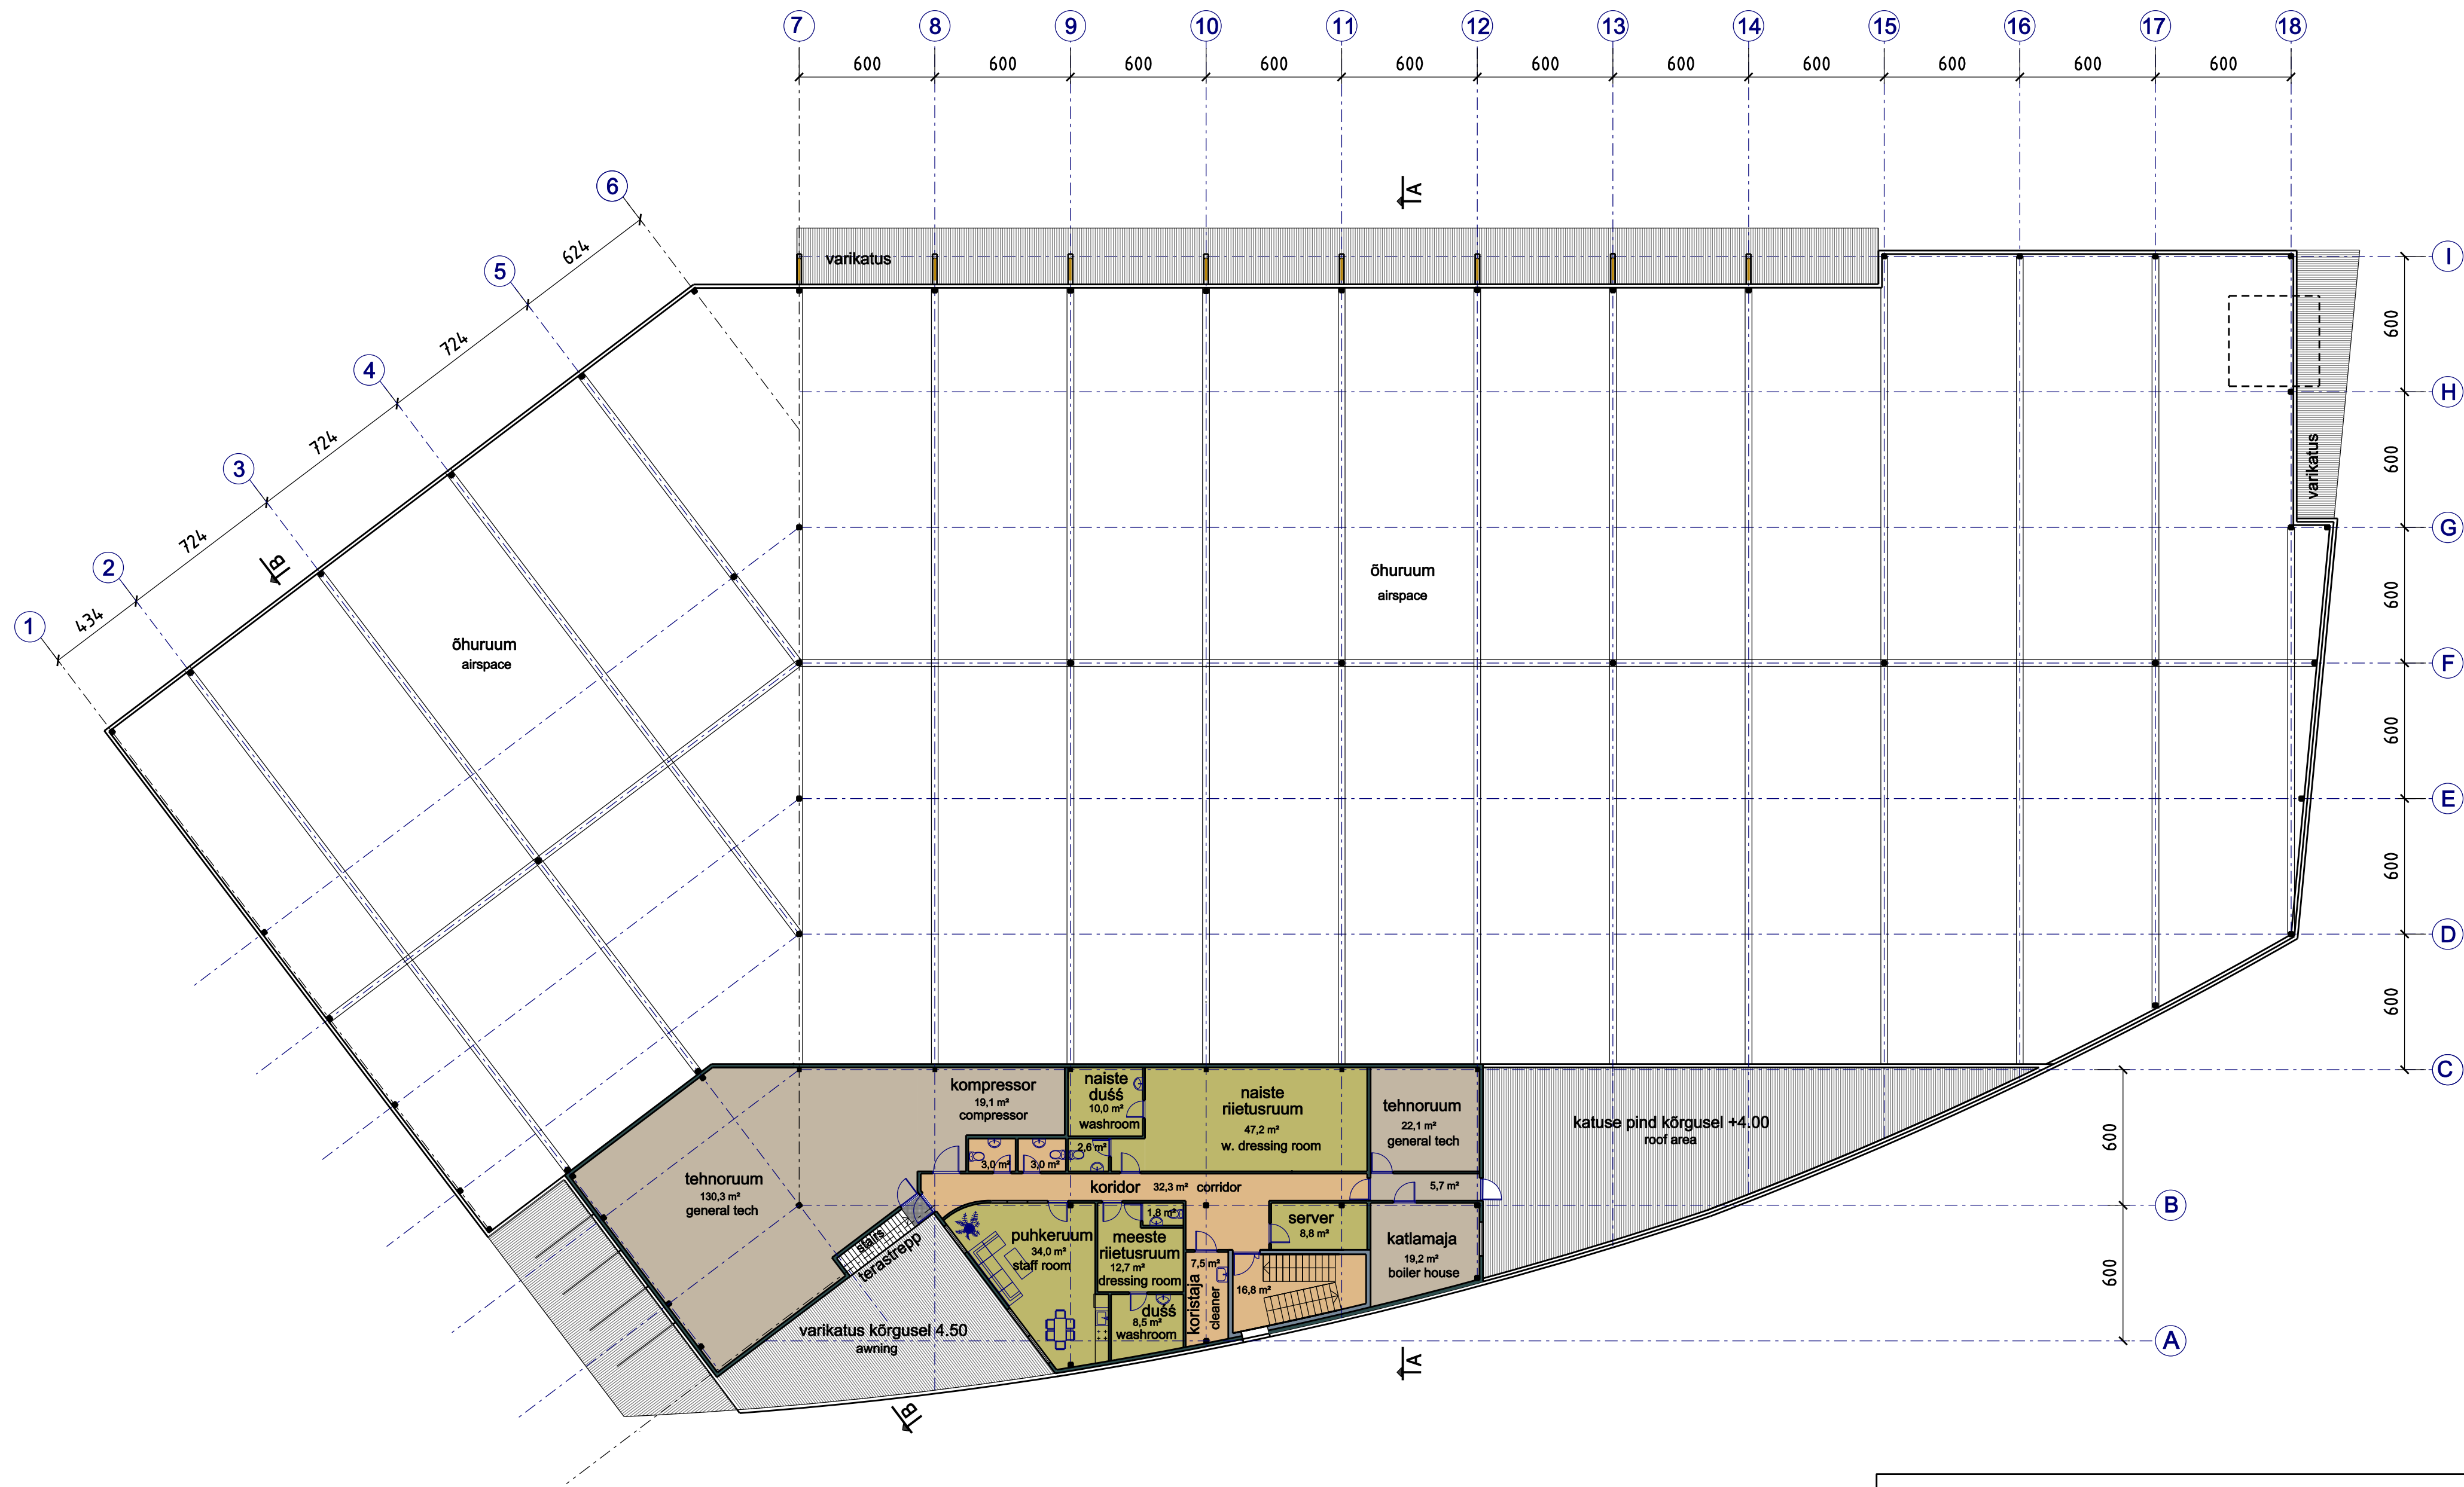 7 8 9 10 11 12 13 14 15 16 17 18
600 600 600 600 600 600 600 600 600 600 600
6
624
5
724
4
724
3
724
2
434
1
A
B
varikatus
I
600
H
600
varikatus
G
600
F
600
E
600
D
600
C
600
B
600
A
õhuruum
airspace
õhuruum
airspace
kompressor
19,1 m²
compressor
naiste
dušš
10,0 m²
washroom
naiste
riietusruum
47,2 m²
w. dressing room
tehnoruum
22,1 m²
general tech
katuse pind kõrgusel +4.00
roof area
3,0 m²
3,0 m²
2,6 m²
tehnoruum
130,3 m²
general tech
koridor 32,3 m² corridor
5,7 m²
stairs
terastrepp
puhkeruum
34,0 m²
staff room
1,8 m²
meeste
riietusruum
12,7 m²
dressing room
server
8,8 m²
katlamaja
19,2 m²
boiler house
7,5 m²
koristaja
cleaner
16,8 m²
dušš
8,5 m²
washroom
varikatus kõrgusel 4.50
awning
A
B